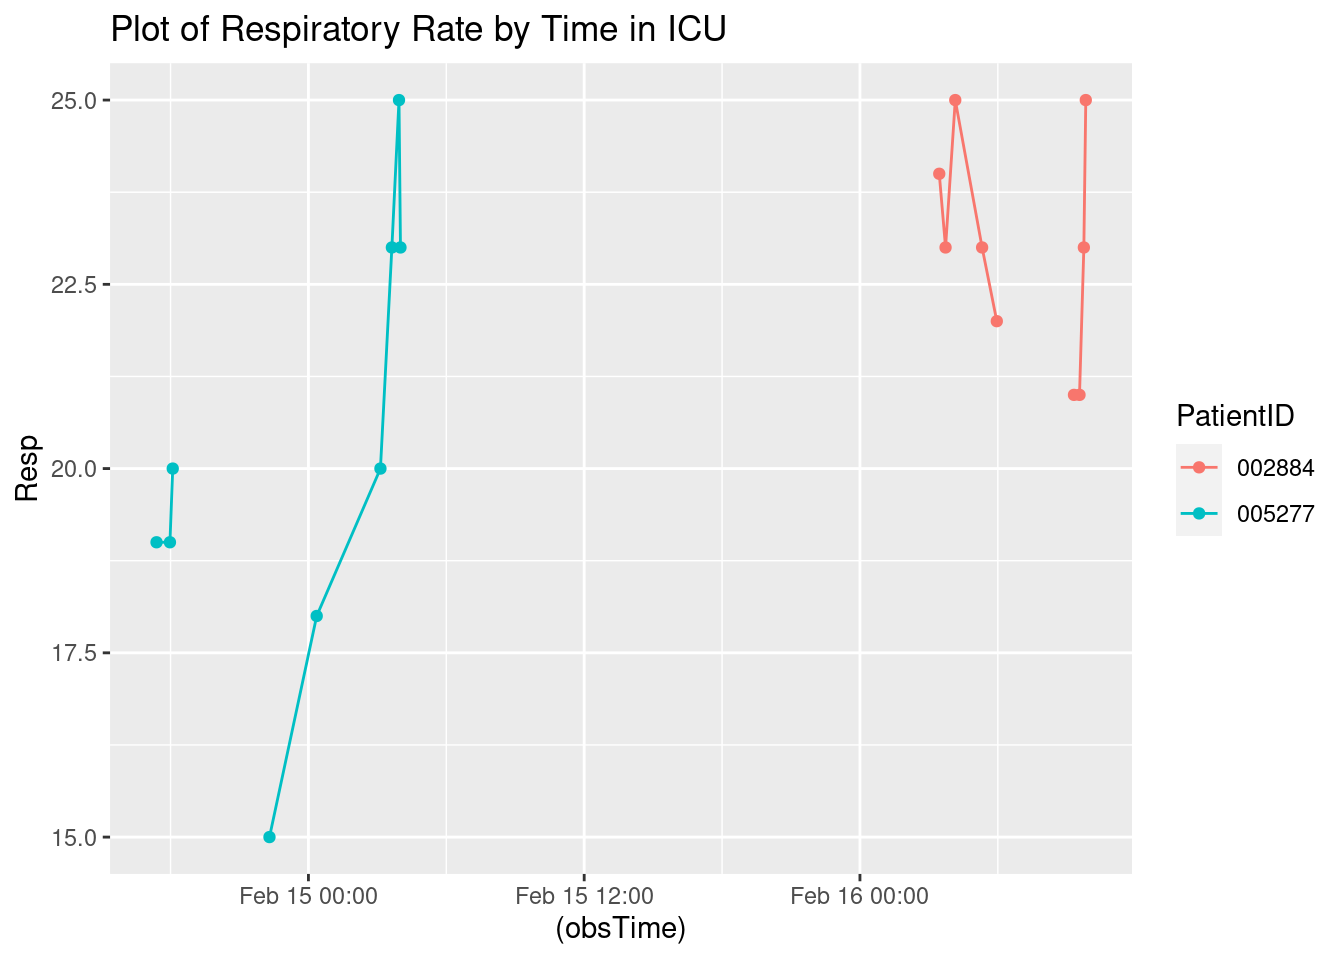 Plot of Respiratory Rate by Time in ICU
25.0
22.5
20.0
17.5
15.0
Resp
Feb 15 00:00
Feb 15 12:00
Feb 16 00:00
(obsTime)
PatientID
002884
005277